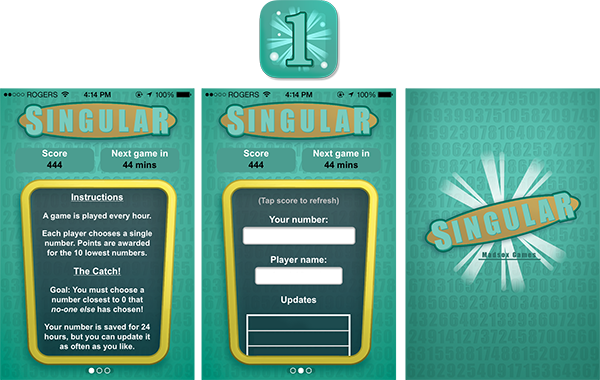 1
ROGERS 4:14 PM 100%
SINGULAR
Score
444
Next game in
44 mins
Instructions
A game is played every hour.
Each player chooses a single
number. Points are awarded
for the 10 lowest numbers.
The Catch!
Goal: You must choose a
number closest to 0 that
no-one else has chosen!
Your number is saved for 24
hours, but you can update it
as often as you like.
ROGERS 4:14 PM 100%
SINGULAR
Score
444
Next game in
44 mins
(Tap score to refresh)
Your number:
Player name:
Updates
SINGULAR
Madsox Games